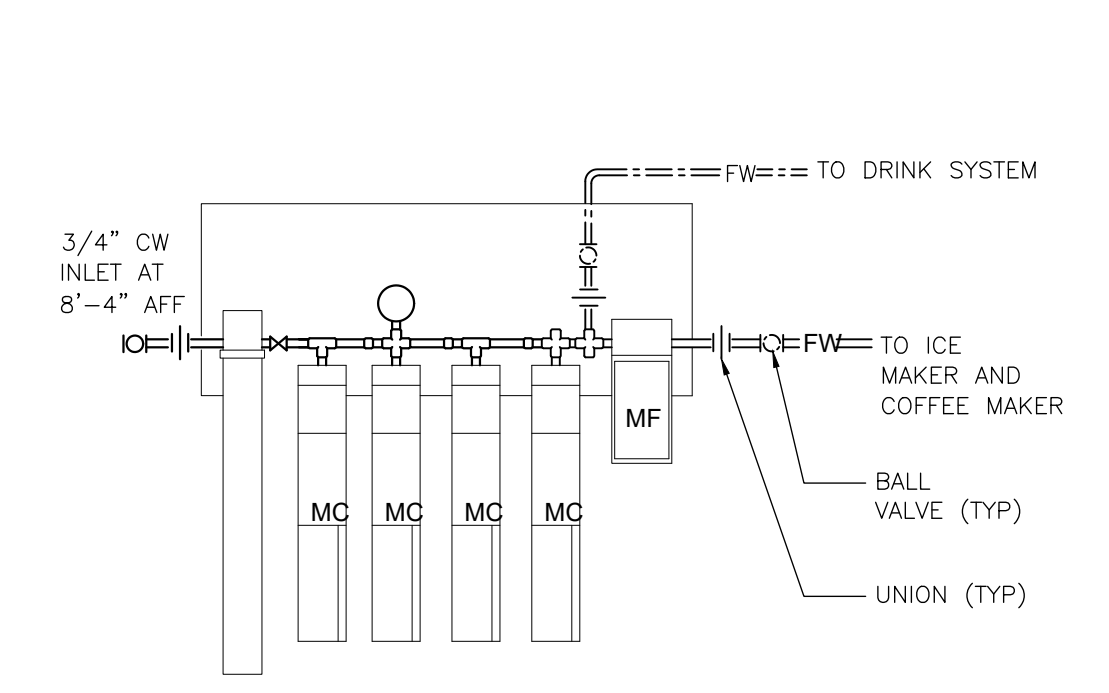 FW TO DRINK SYSTEM
3/4" CW
INLET AT
8'-4" AFF
FW TO ICE
MAKER AND
COFFEE MAKER
MF
BALL
VALVE (TYP)
MC MC MC MC
UNION (TYP)